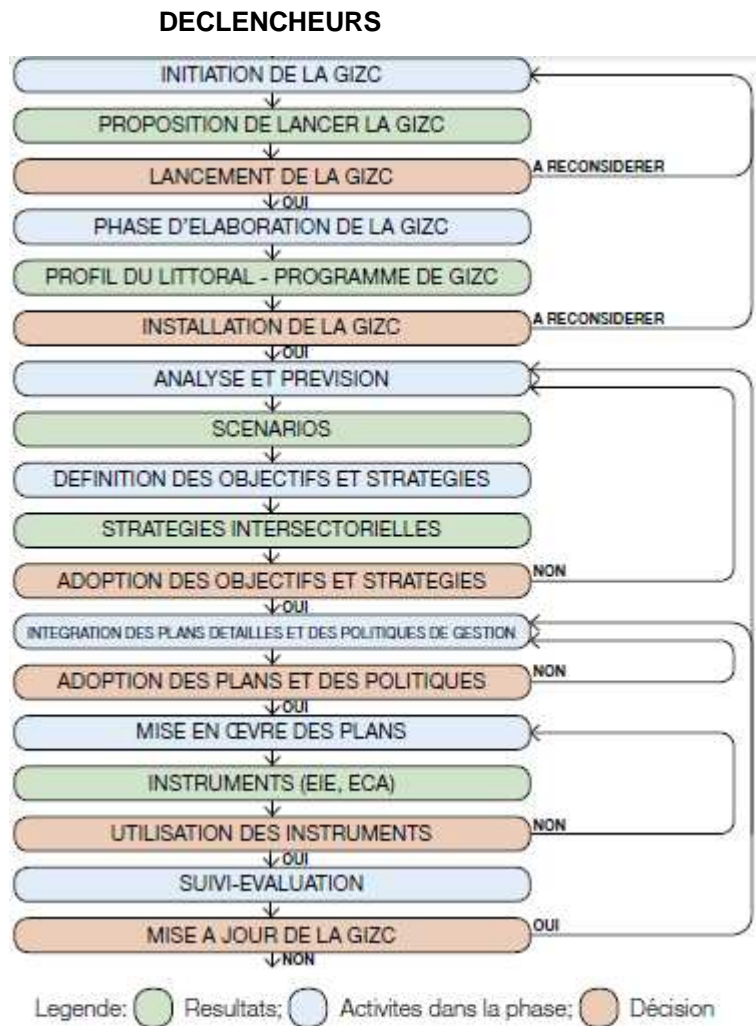 DECLENCHEURS
INITIATION DE LA GIZC
PROPOSITION DE LANCER LA GIZC
LANCEMENT DE LA GIZC
A RECONSIDERER
OUI
PHASE D'ELABORATION DE LA GIZC
PROFIL DU LITTORAL - PROGRAMME DE GIZC
INSTALLATION DE LA GIZC
A RECONSIDERER
OUI
ANALYSE ET PREVISION
SCENARIOS
DEFINITION DES OBJECTIFS ET STRATEGIES
STRATEGIES INTERSECTORIELLES
ADOPTION DES OBJECTIFS ET STRATEGIES
NON
OUI
INTEGRATION DES PLANS DETAILLES ET DES POLITIQUES DE GESTION
ADOPTION DES PLANS ET DES POLITIQUES
NON
OUI
MISE EN ŒVRE DES PLANS
INSTRUMENTS (EIE, ECA)
UTILISATION DES INSTRUMENTS
NON
OUI
SUIVI-EVALUATION
MISE A JOUR DE LA GIZC
OUI
NON
Legende: Resultats; Activites dans la phase; Décision